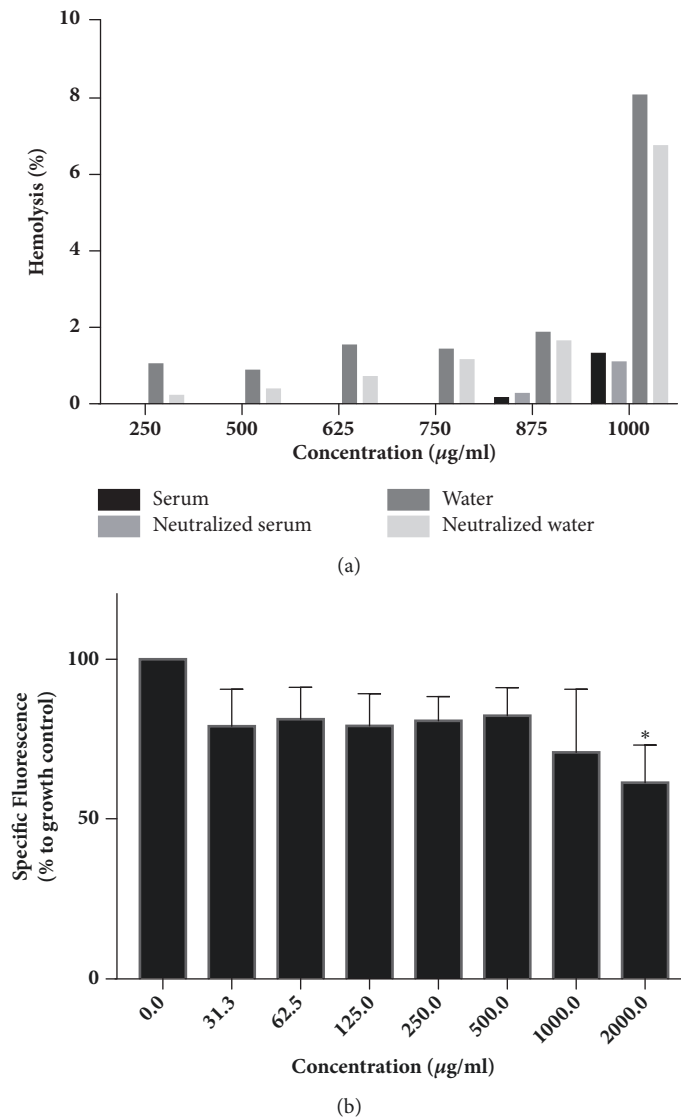 10
8
6
4
2
0
Hemolysis (%)
250 500 625 750 875 1000
Concentration (μg/ml)
Serum Water
Neutralized serum Neutralized water
(a)
100
50
0
Specific Fluorescence
(% to growth control)
*
0.0 31.3 62.5 125.0 250.0 500.0 1000.0 2000.0
Concentration (μg/ml)
(b)